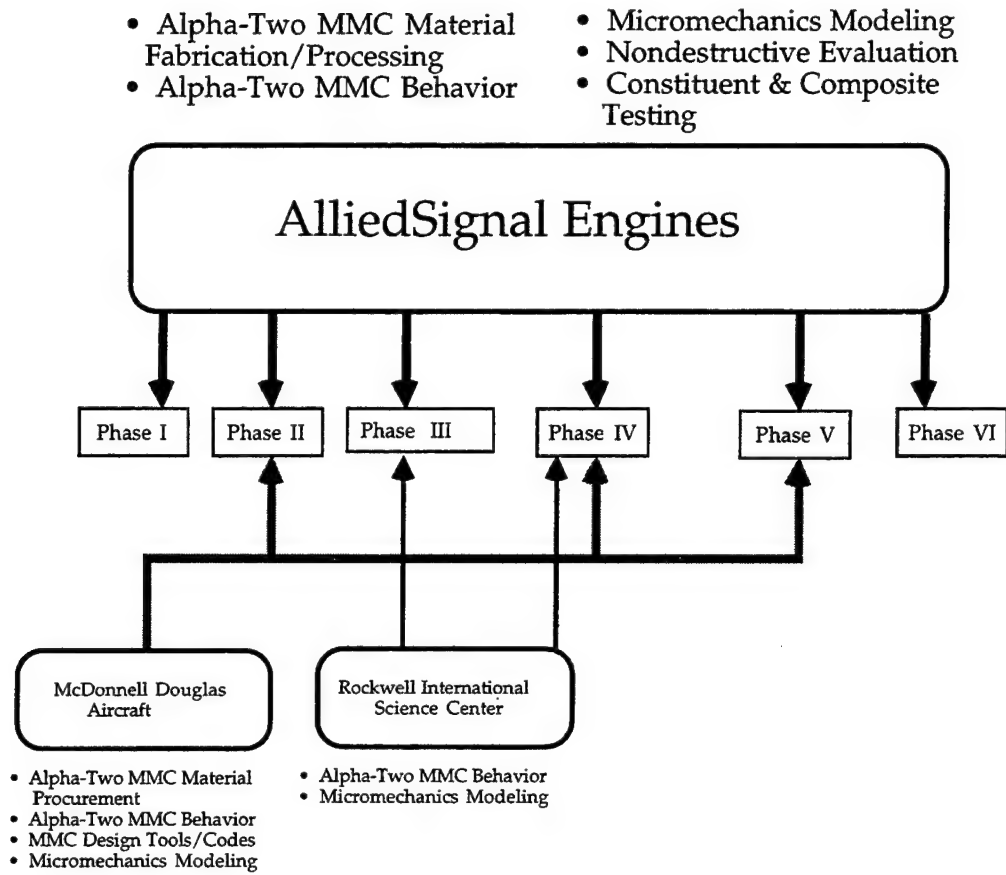 • Alpha-Two MMC Material
Fabrication/Processing
• Alpha-Two MMC Behavior
• Micromechanics Modeling
• Nondestructive Evaluation
• Constituent & Composite
Testing
AlliedSignal Engines
Phase I
Phase II
Phase III
Phase IV
Phase V
Phase VI
McDonnell Douglas
Aircraft
Rockwell International
Science Center
• Alpha-Two MMC Material
Procurement
• Alpha-Two MMC Behavior
• MMC Design Tools/Codes
• Micromechanics Modeling
• Alpha-Two MMC Behavior
• Micromechanics Modeling